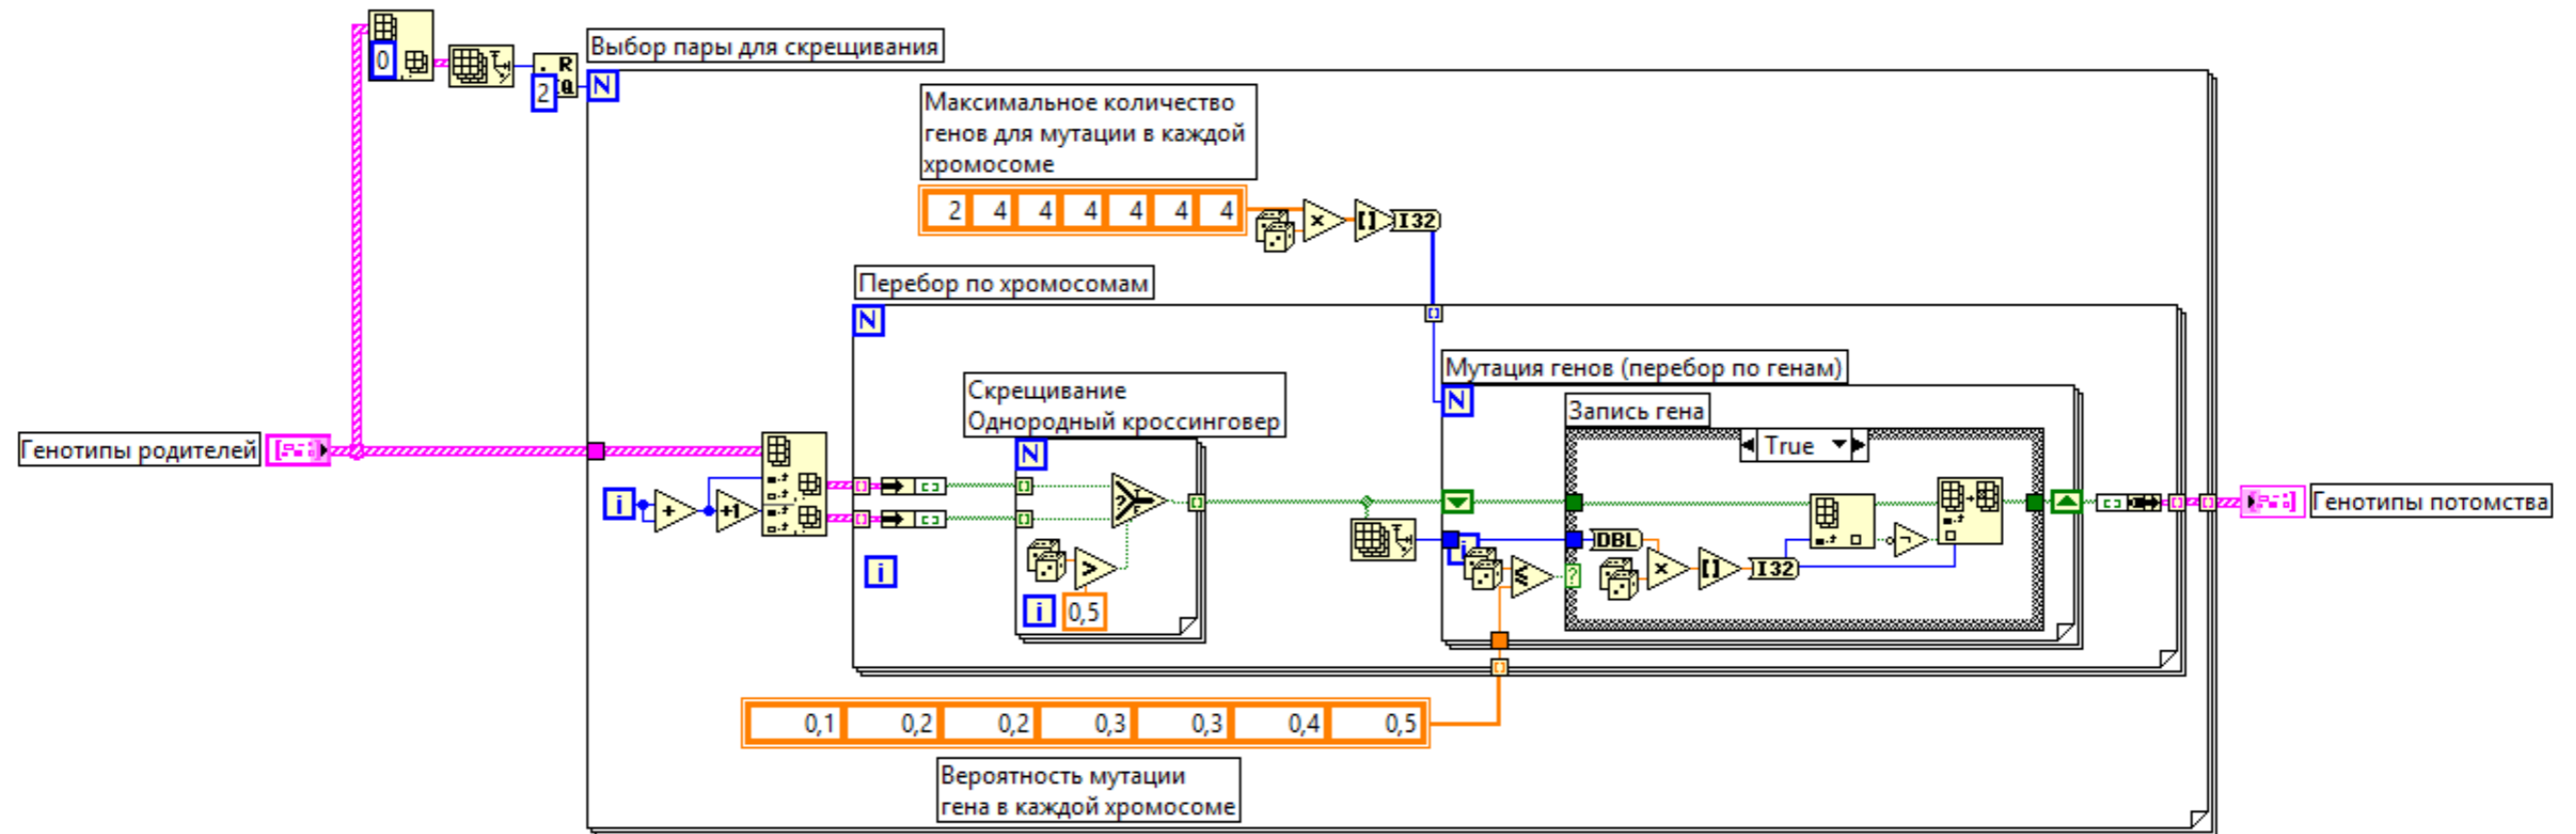 0
R
2
Q
N
Выбор пары для скрещивания
Максимальное количество
генов для мутации в каждой
хромосоме
2 4 4 4 4 4 4
x
[ ]
I32
Перебор по хромосомам
N
Мутация генов (перебор по генам)
N
Скрещивание
Однородный кроссинговер
N
Запись гена
True
Генотипы родителей
i
+
+1
?
>
i
0,5
i
DBL
x
[ ]
I32
?
Генотипы потомства
0,1 0,2 0,2 0,3 0,3 0,4 0,5
Вероятность мутации
гена в каждой хромосоме